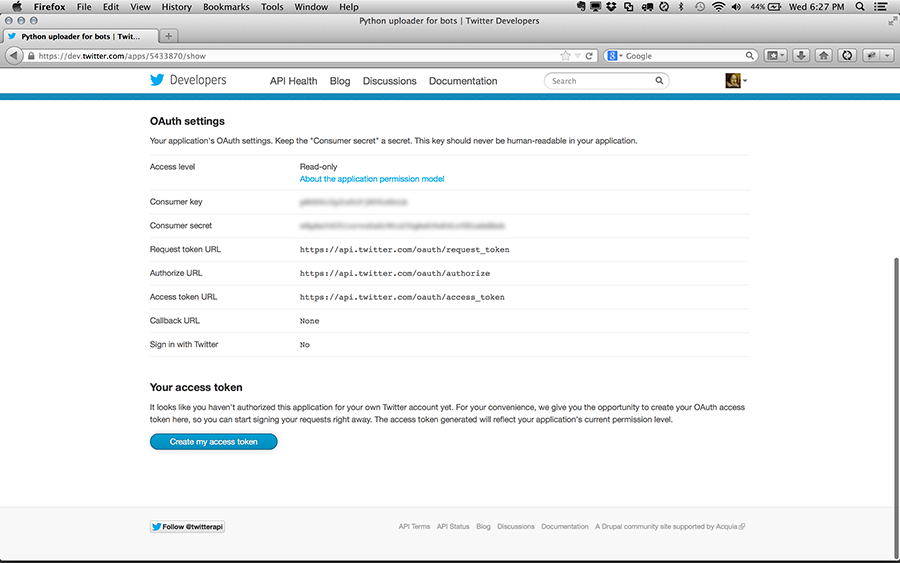 Firefox File Edit View History Bookmarks Tools Window Help 44% Wed 6:27 PM
Python uploader for bots | Twitter Developers
Python uploader for bots | Twit...
https://dev.twitter.com/apps/5433870/show Google
Developers API Health Blog Discussions Documentation Search
OAuth settings
Your application's OAuth settings. Keep the "Consumer secret" a secret. This key should never be human-readable in your application.
Access level Read-only
About the application permission model
Consumer key
Consumer secret
Request token URL https://api.twitter.com/oauth/request_token
Authorize URL https://api.twitter.com/oauth/authorize
Access token URL https://api.twitter.com/oauth/access_token
Callback URL None
Sign in with Twitter No
Your access token
It looks like you haven't authorized this application for your own Twitter account yet. For your convenience, we give you the opportunity to create your OAuth access
token here, so you can start signing your requests right away. The access token generated will reflect your application's current permission level.
Create my access token
Follow @twitterapi API Terms API Status Blog Discussions Documentation A Drupal community site supported by Acquia